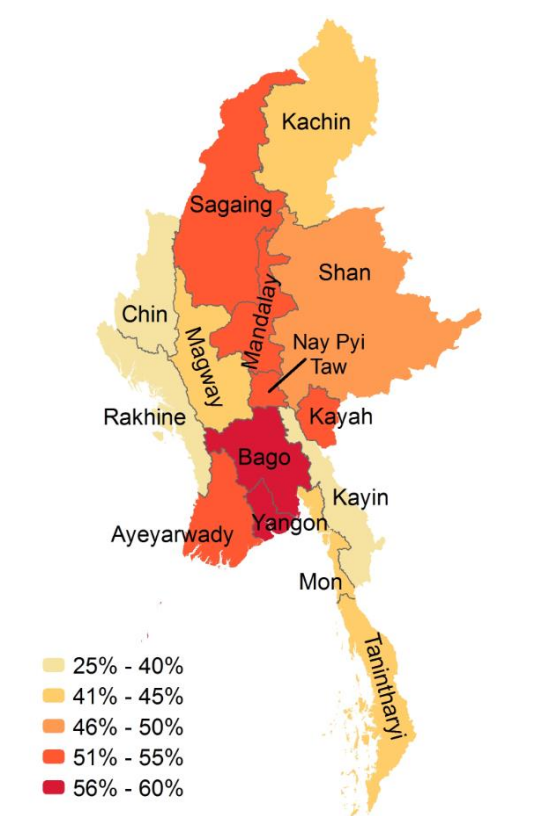 Kachin
Sagaing
Shan
Mandalay
Chin
Nay Pyi
Taw
Magway
Rakhine
Kayah
Bago
Kayin
Yangon
Ayeyarwady
Mon
Tanintharyi
25% - 40%
41% - 45%
46% - 50%
51% - 55%
56% - 60%